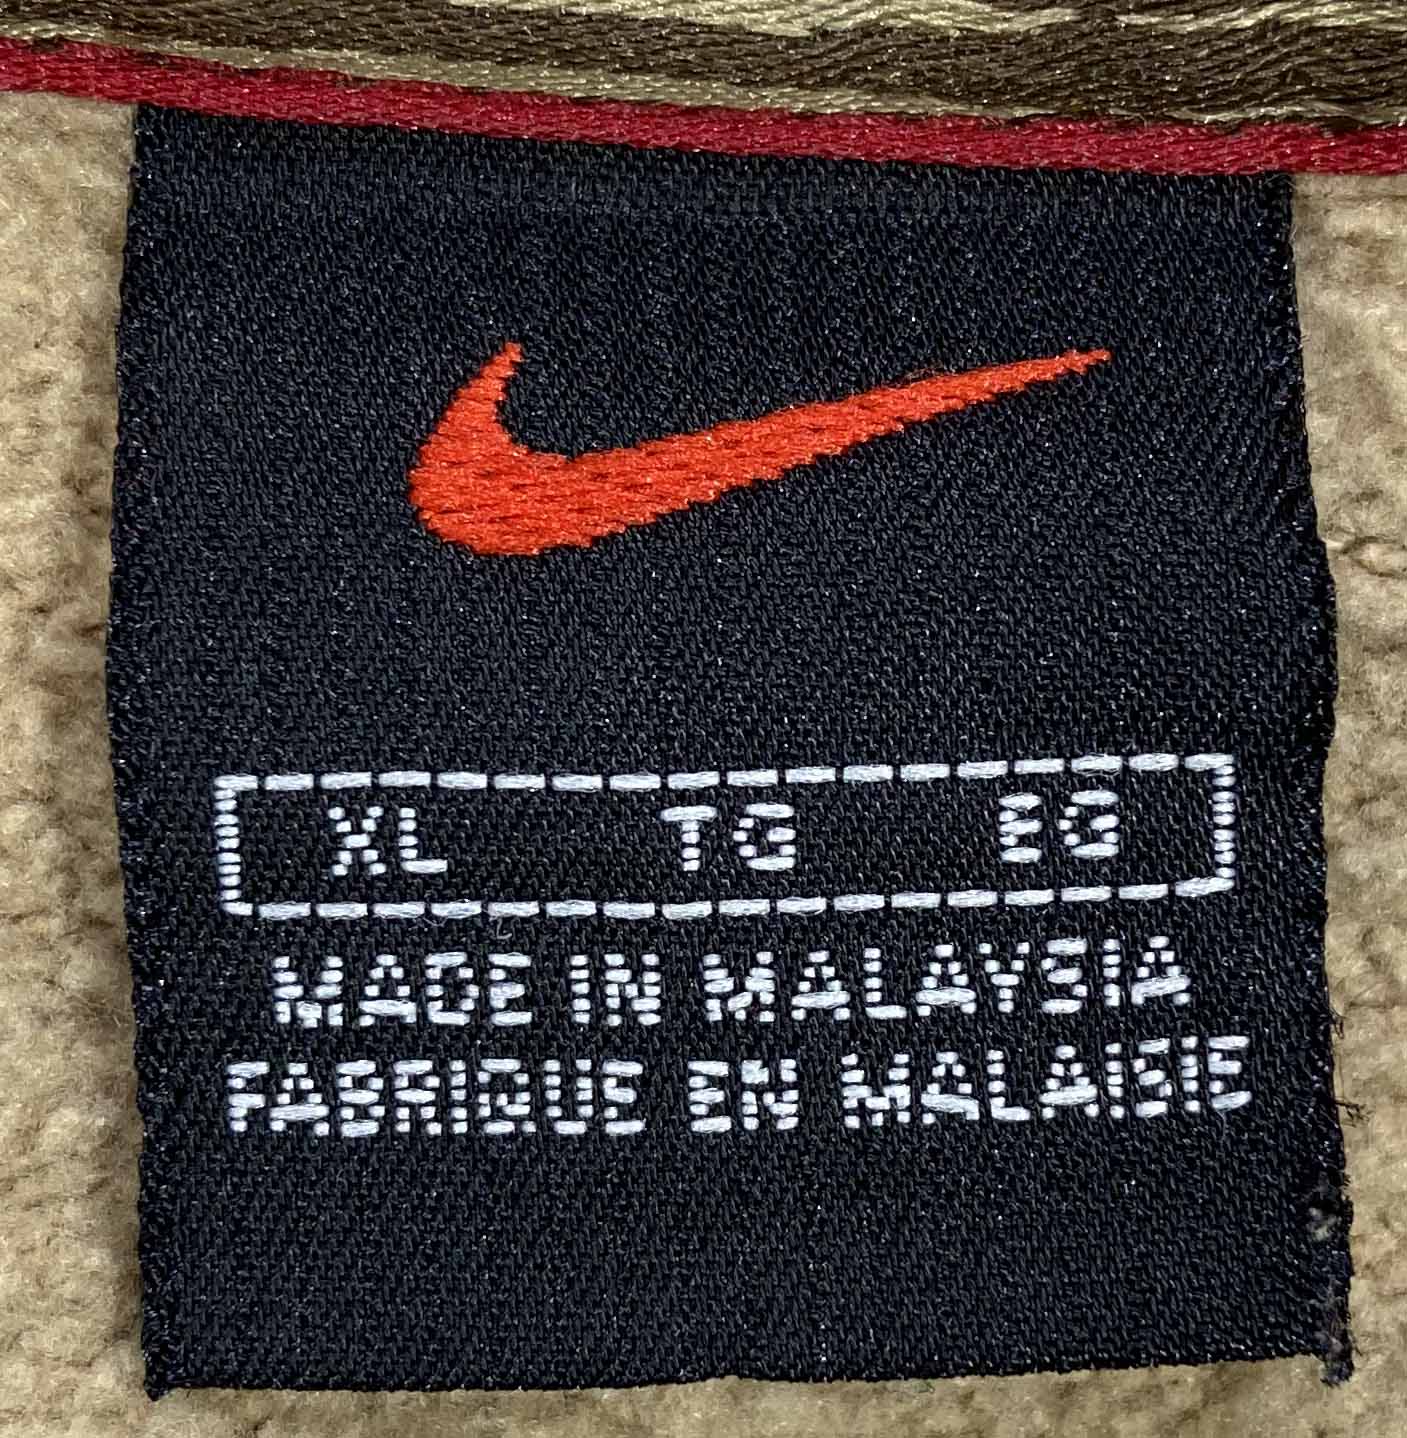 XL TG EG
MADE IN MALAYSIA
FABRIQUE EN MALAISIE